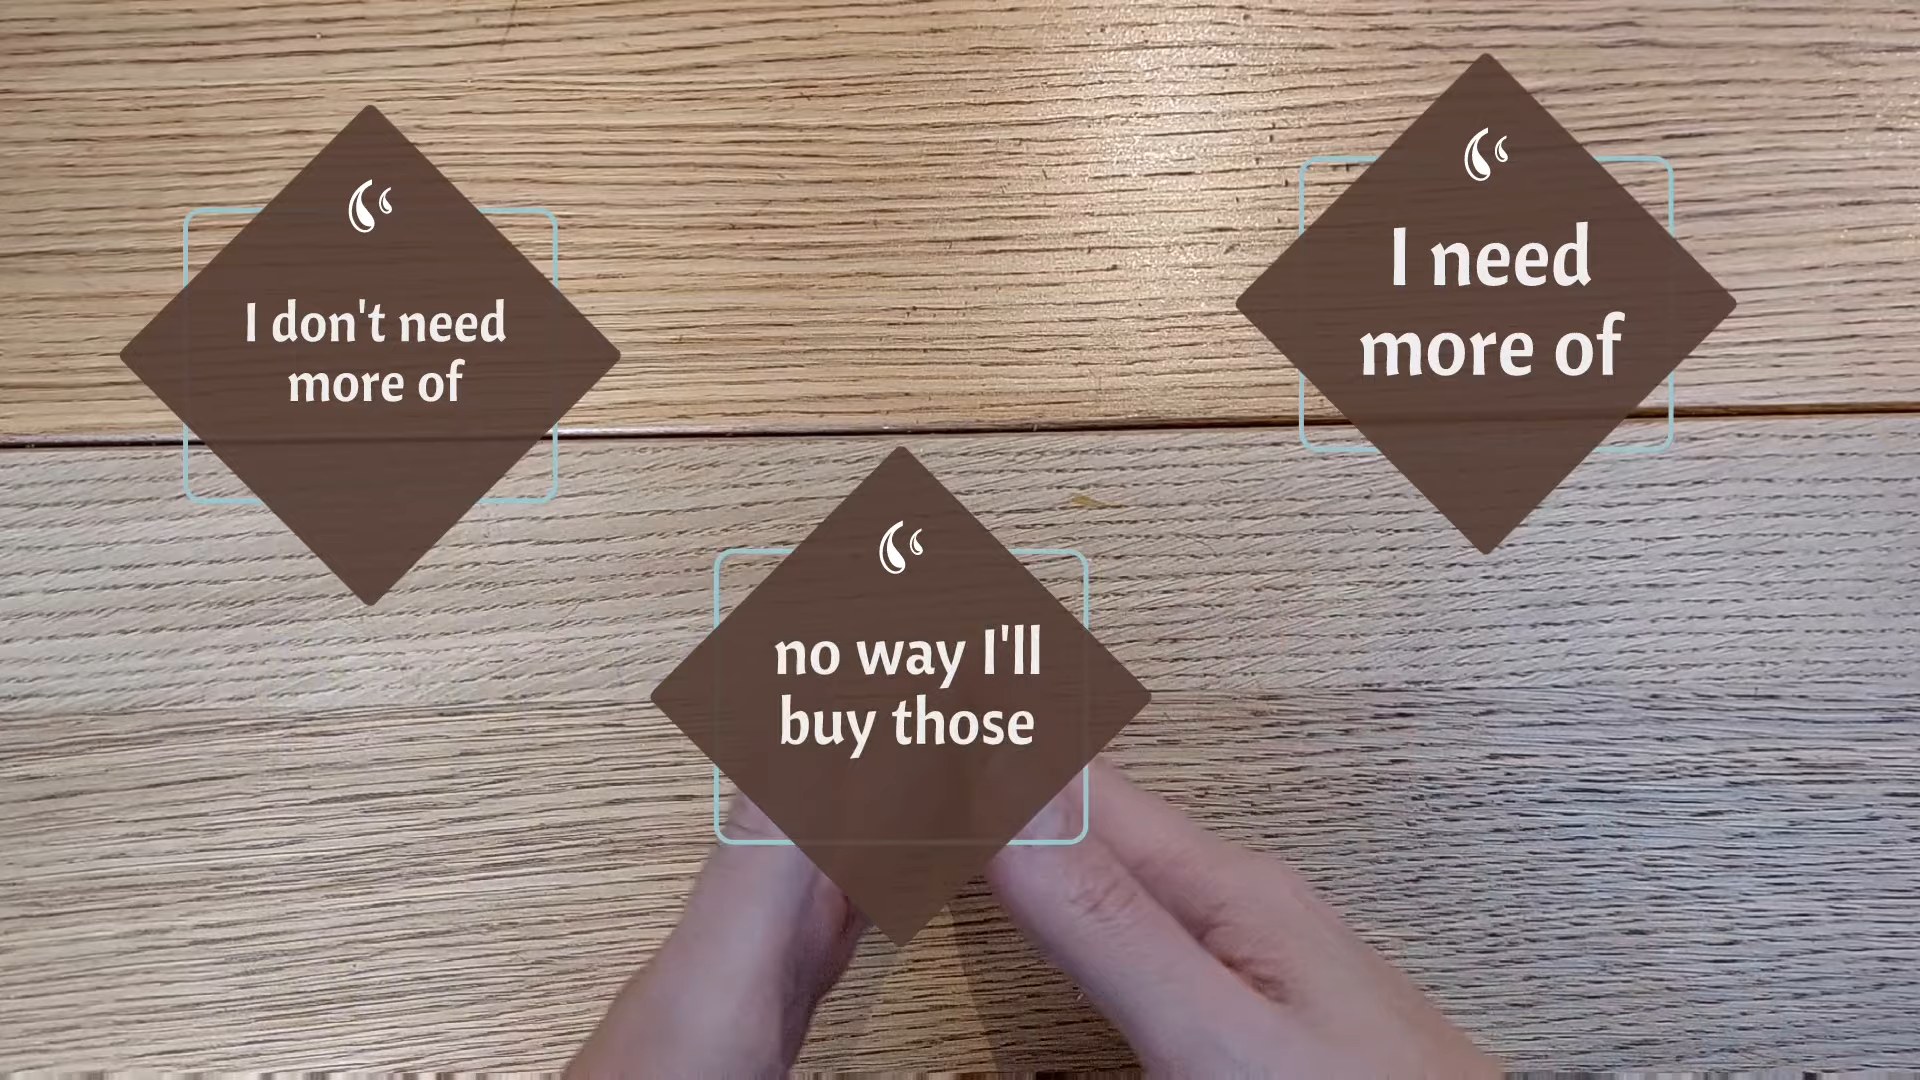 “
I don't need
more of
“
I need
more of
“
no way I'll
buy those